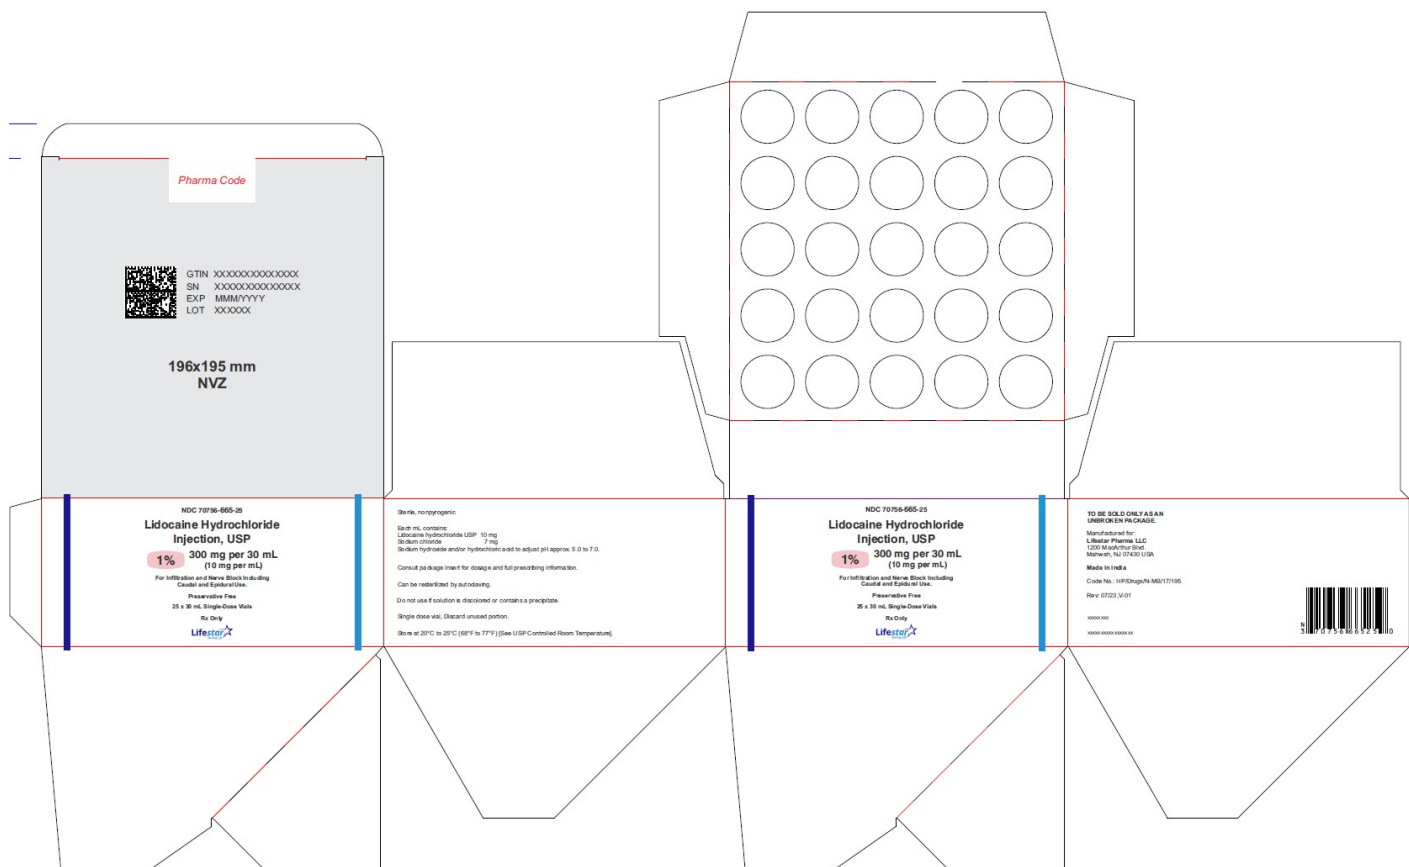 Pharma Code
GTIN XXXXXXXXXXXXXX
SN XXXXXXXXXXXXXX
EXP MMM/YYYY
LOT XXXXXX
196x195 mm
NVZ
NDC 70756-665-25
Lidocaine Hydrochloride
Injection, USP
1%
300 mg per 30 mL
(10 mg per mL)
For Infiltration and Nerve Block Including
Caudal and Epidural Use.
Preservative Free
25 x 30 mL Single-Dose Vials
Rx Only
Lifestar
Sterile, nonpyrogenic
Each mL contains:
Lidocaine hydrochloride USP 10 mg
Sodium chloride 7 mg
Sodium hydroxide and/or hydrochloric acid to adjust pH approx. 5.0 to 7.0.
Consult package insert for dosage and full prescribing information.
Can be resterilized by autoclaving.
Do not use if solution is discolored or contains a precipitate.
Single dose vial, Discard unused portion.
Store at 20°C to 25°C (68°F to 77°F) [See USP Controlled Room Temperature].
NDC 70756-665-25
Lidocaine Hydrochloride
Injection, USP
1%
300 mg per 30 mL
(10 mg per mL)
For Infiltration and Nerve Block Including
Caudal and Epidural Use.
Preservative Free
25 x 30 mL Single-Dose Vials
Rx Only
Lifestar
TO BE SOLD ONLY AS AN
UNBROKEN PACKAGE.
Manufactured for:
Lifestar Pharma LLC
1200 MacArthur Blvd.
Mahwah, NJ 07430 USA
Made in India
Code No.: HP/Drugs/N-MB/17/195
Rev: 07/23,V-01
xxxxxxxx
xxxxxxxxxxxxxxxx
N
3 70756 66525 0